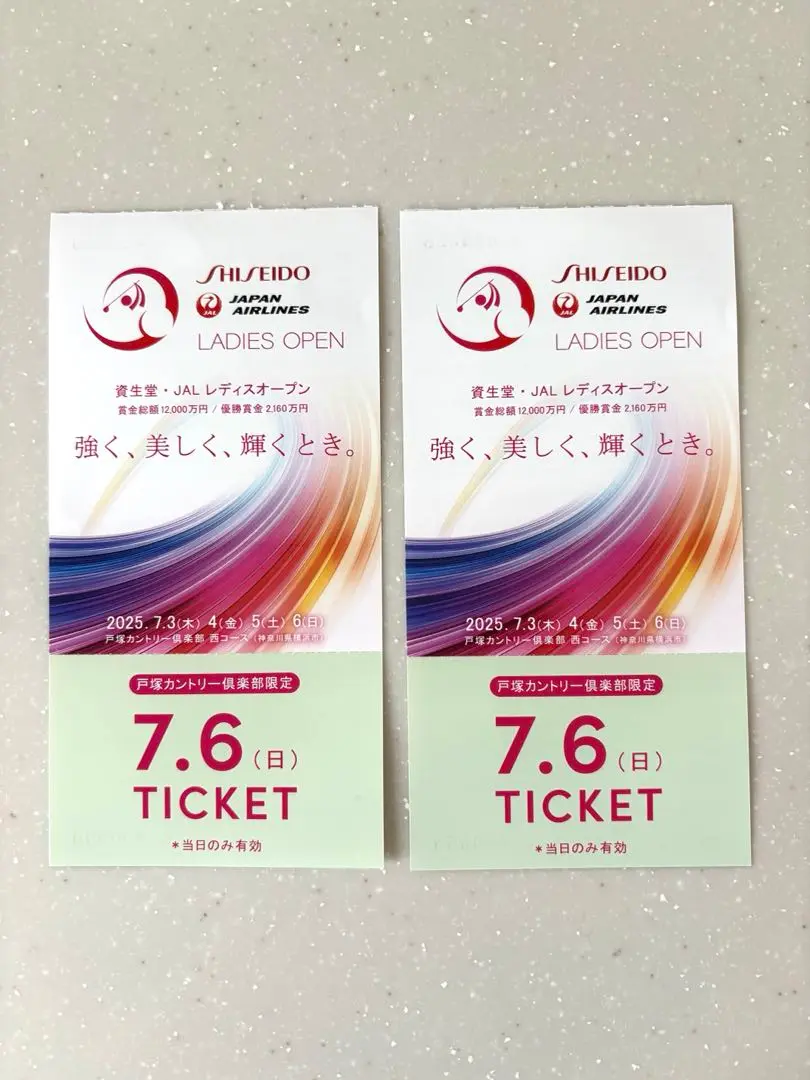 SHISEIDO
JAL
JAPAN
AIRLINES
LADIES OPEN
資生堂・JAL レディスオープン
賞金総額12,000万円 / 優勝賞金 2,160万円
強く、美しく、輝くとき。
2025. 7.3(木) 4(金) 5(土) 6(日)
戸塚カントリー倶楽部 西コース (神奈川県横浜市)
戸塚カントリー倶楽部限定
7.6(日)
TICKET
*当日のみ有効
SHISEIDO
JAL
JAPAN
AIRLINES
LADIES OPEN
資生堂・JAL レディスオープン
賞金総額12,000万円 / 優勝賞金 2,160万円
強く、美しく、輝くとき。
2025. 7.3(木) 4(金) 5(土) 6(日)
戸塚カントリー倶楽部 西コース (神奈川県横浜市)
戸塚カントリー倶楽部限定
7.6(日)
TICKET
*当日のみ有効